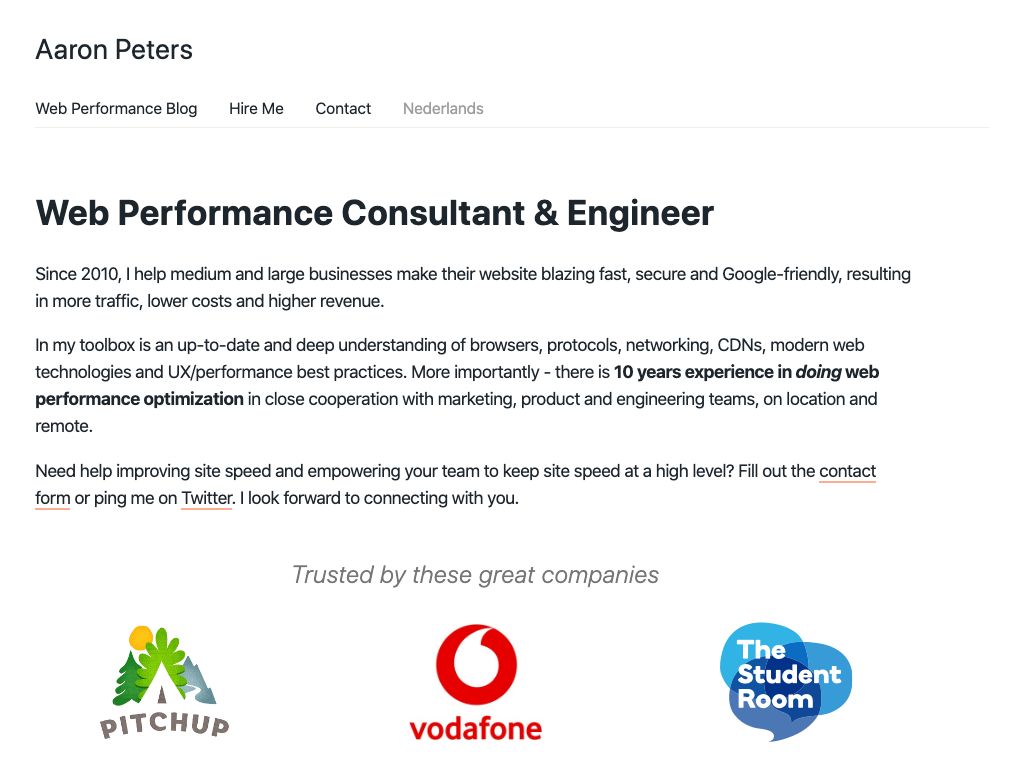 Aaron Peters
Web Performance Blog Hire Me Contact Nederlands
Web Performance Consultant & Engineer
Since 2010, I help medium and large businesses make their website blazing fast, secure and Google-friendly, resulting
in more traffic, lower costs and higher revenue.
In my toolbox is an up-to-date and deep understanding of browsers, protocols, networking, CDNs, modern web
technologies and UX/performance best practices. More importantly - there is 10 years experience in doing web
performance optimization in close cooperation with marketing, product and engineering teams, on location and
remote.
Need help improving site speed and empowering your team to keep site speed at a high level? Fill out the contact
form or ping me on Twitter. I look forward to connecting with you.
Trusted by these great companies
PITCHUP
vodafone
The
Student
Room